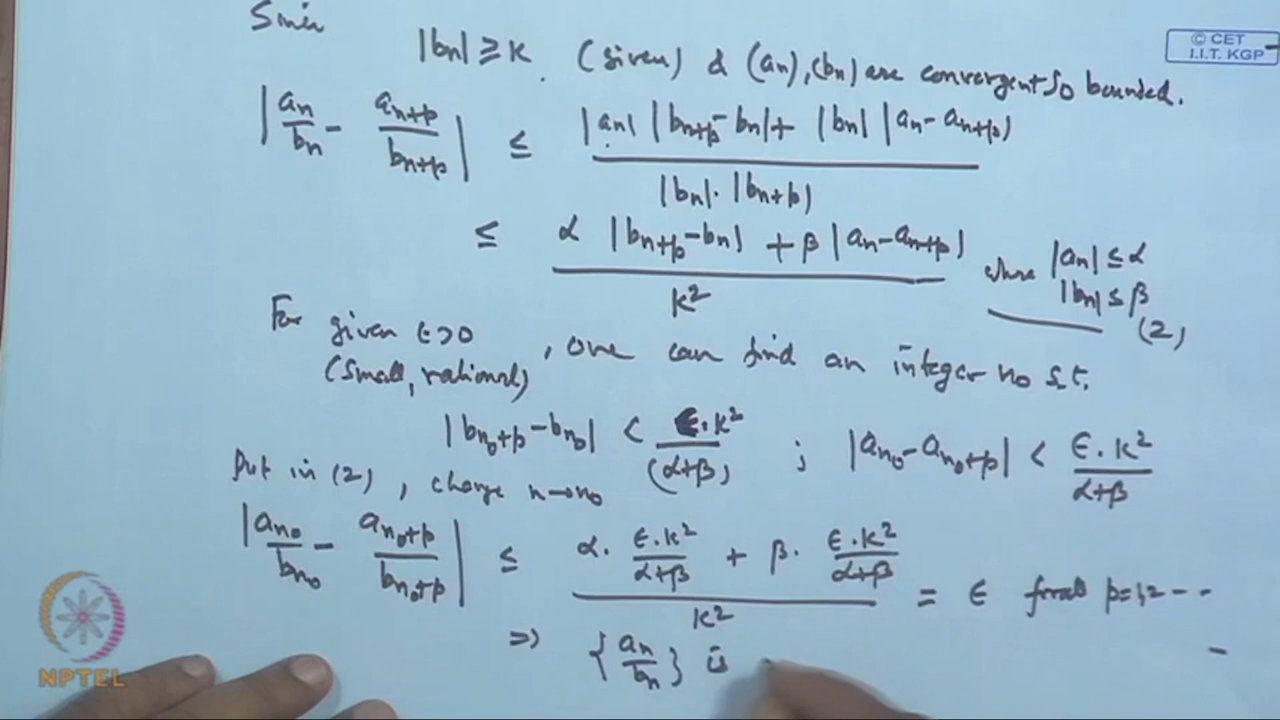 Since
© CET
I.I.T. KGP
|bn| ≥ k. (given) & (an), (bn) are convergent So bounded.
| an/bn − an+p/bn+p | ≤ |an| |bn+p − bn| + |bn| |an − an+p| / |bn|. |bn+p|
≤ α |bn+p − bn| + β |an − an+p| / k² where |an| ≤ α
|bn| ≤ β
(2)
For given ϵ>0 , one can find an integer n0 s.t.
(small, rational)
|bn0+p − bn0| < ϵ.k² / (α+β) ; |an0 − an0+p| < ϵ.k² / α+β
Put in (2), change n→n0
| an0/bn0 − an0+p/bn0+p | ≤ α. ϵ.k²/α+β + β. ϵ.k²/α+β / k² = ϵ for all p=1,2 - - -
⇒ { an/bn } is
NPTEL